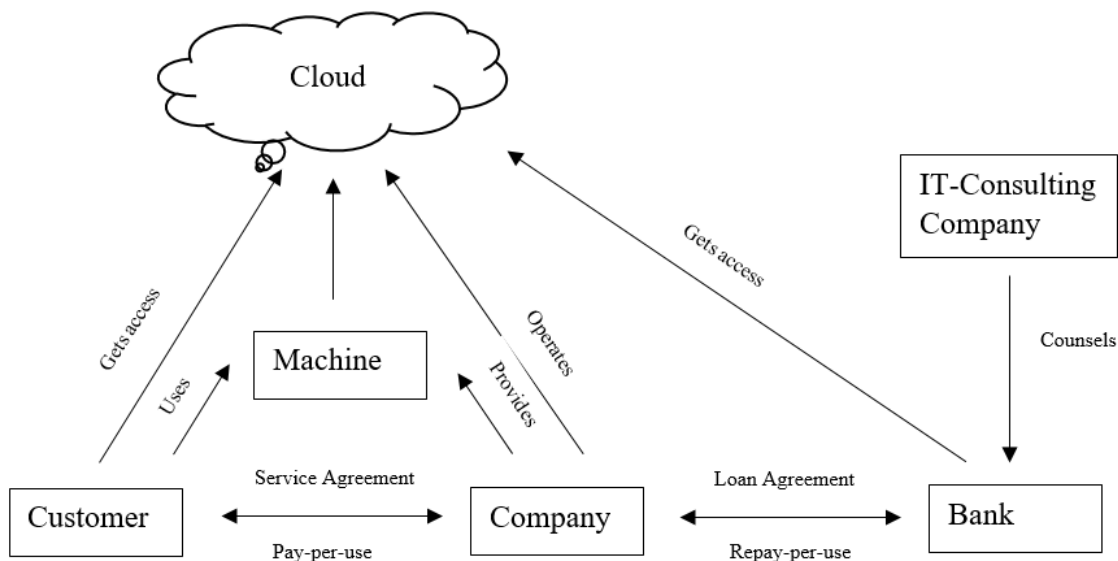 Cloud
IT-Consulting
Company
Gets access
Gets access
Operates
Counsels
Machine
Uses
Provides
Service Agreement
Loan Agreement
Customer
Company
Bank
Pay-per-use
Repay-per-use